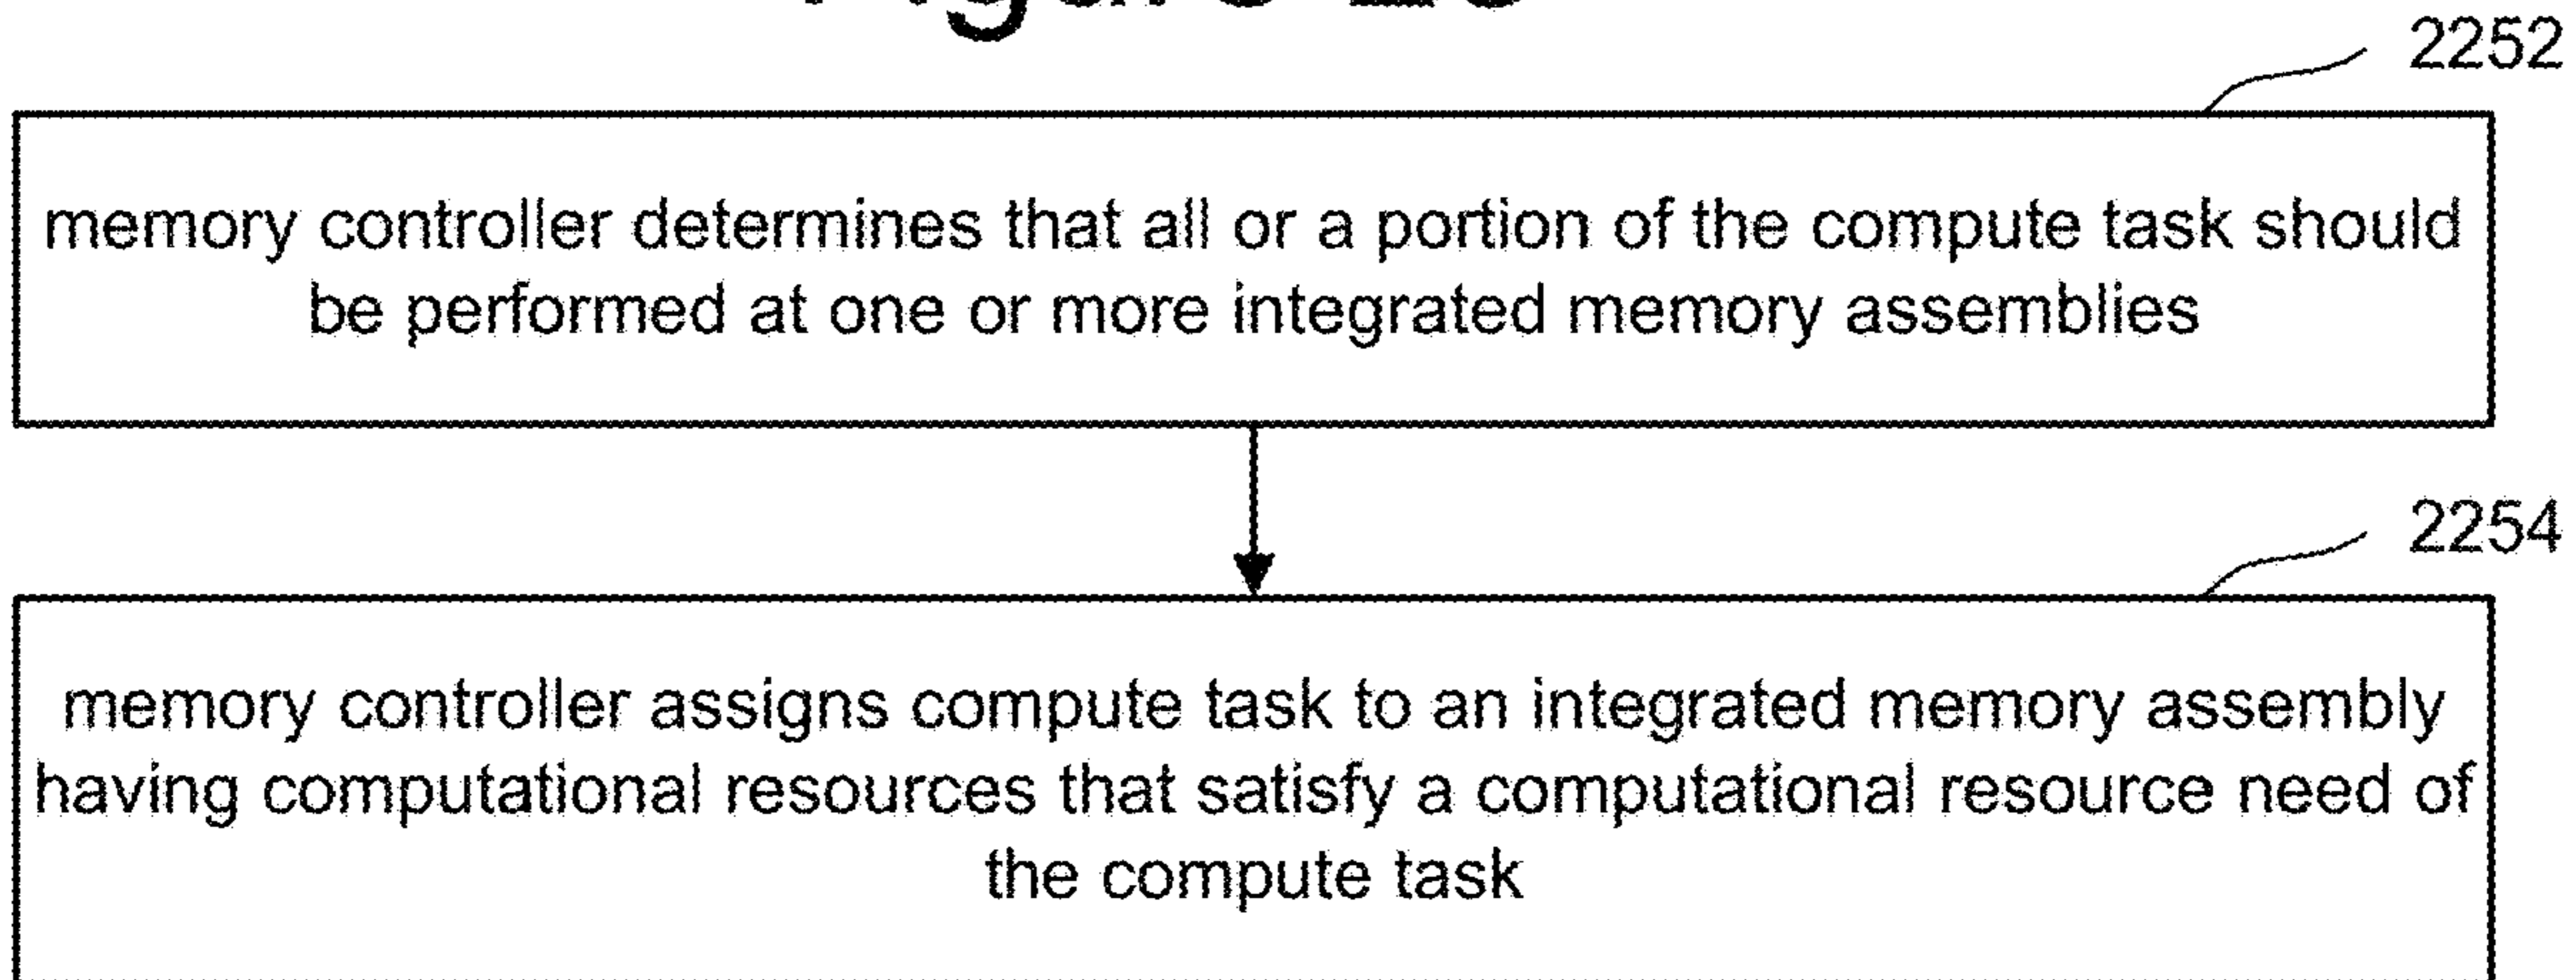 2252
memory controller determines that all or a portion of the compute task should
be performed at one or more integrated memory assemblies
2254
memory controller assigns compute task to an integrated memory assembly
having computational resources that satisfy a computational resource need of
the compute task